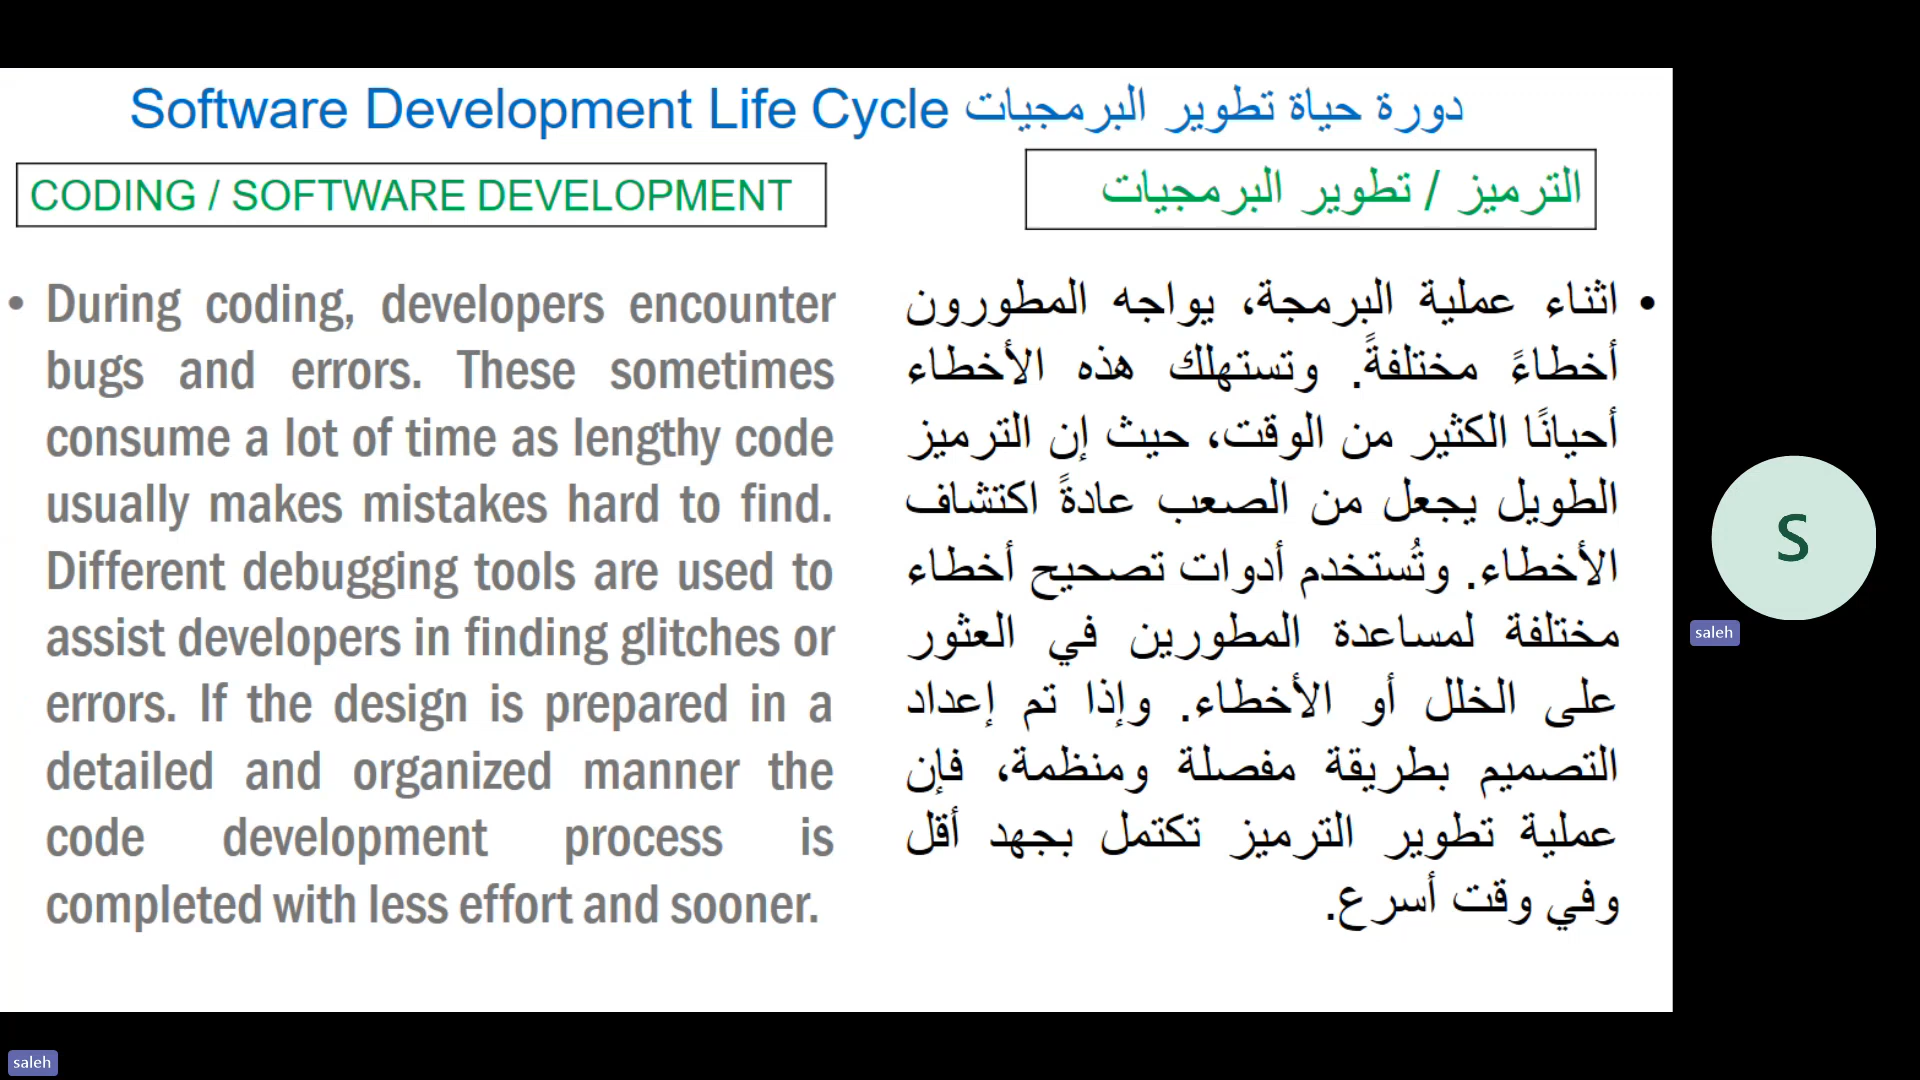 Software Development Life Cycle دورة حياة تطوير البرمجيات
CODING / SOFTWARE DEVELOPMENT
• During coding, developers encounter
bugs and errors. These sometimes
consume a lot of time as lengthy code
usually makes mistakes hard to find.
Different debugging tools are used to
assist developers in finding glitches or
errors. If the design is prepared in a
detailed and organized manner the
code development process is
completed with less effort and sooner.
الترميز / تطوير البرمجيات
• اثناء عملية البرمجة، يواجه المطورون
أخطاءً مختلفةً. وتستهلك هذه الأخطاء
أحيانًا الكثير من الوقت، حيث إن الترميز
الطويل يجعل من الصعب عادةً اكتشاف
الأخطاء. وتُستخدم أدوات تصحيح أخطاء
مختلفة لمساعدة المطورين في العثور
على الخلل أو الأخطاء. وإذا تم إعداد
التصميم بطريقة مفصلة ومنظمة، فإن
عملية تطوير الترميز تكتمل بجهد أقل
وفي وقت أسرع.
S
saleh
saleh